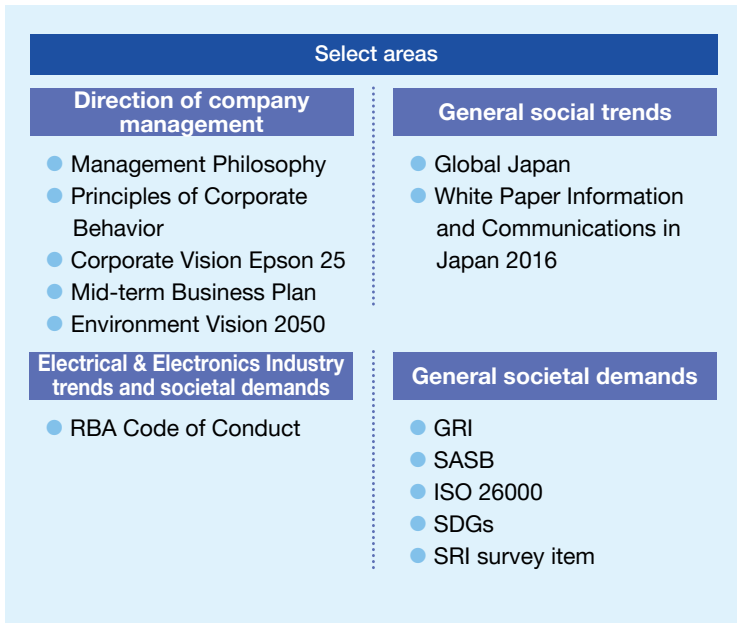 Select areas
Direction of company
management
Management Philosophy
Principles of Corporate
Behavior
Corporate Vision Epson 25
Mid-term Business Plan
Environment Vision 2050
General social trends
Global Japan
White Paper Information
and Communications in
Japan 2016
Electrical & Electronics Industry
trends and societal demands
RBA Code of Conduct
General societal demands
GRI
SASB
ISO 26000
SDGs
SRI survey item